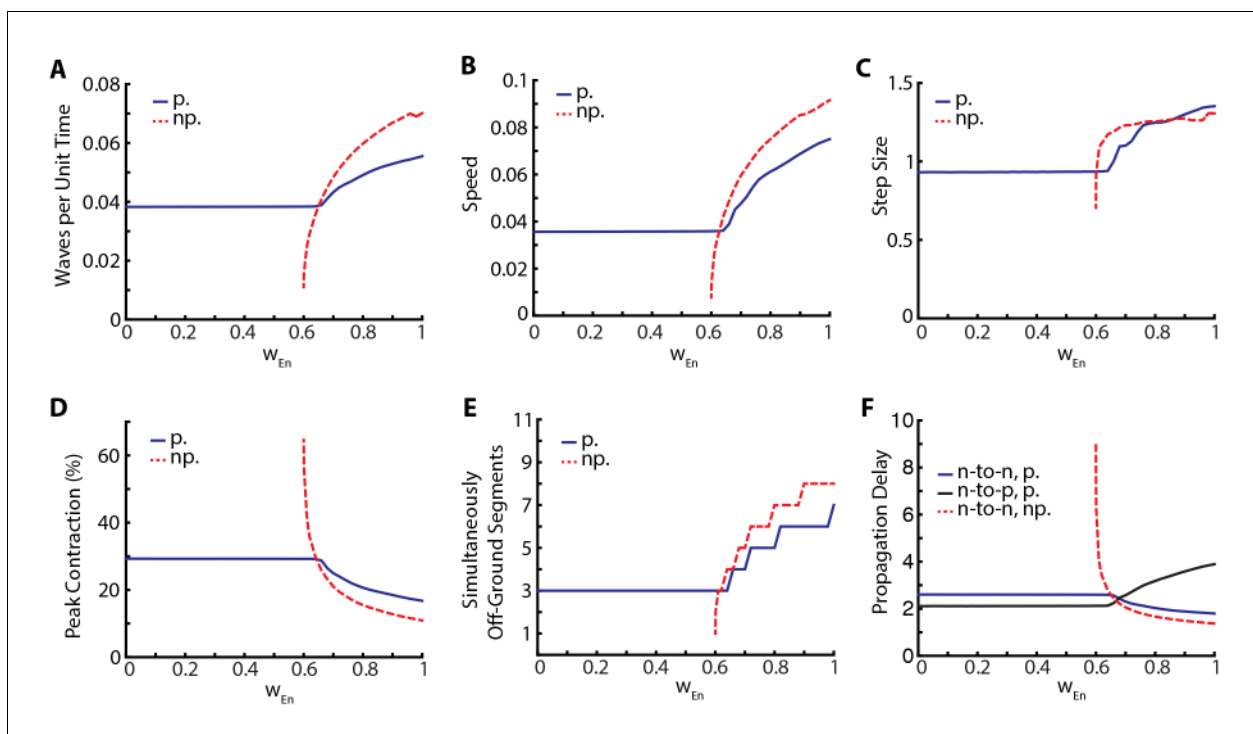 A
Waves per Unit Time
0.08
0.06
0.04
0.02
0
p.
np.
0 0.2 0.4 0.6 0.8 1
w_En
B
Speed
0.1
0.08
0.06
0.04
0.02
0
p.
np.
0 0.2 0.4 0.6 0.8 1
w_En
C
Step Size
1.5
1
0.5
0
p.
np.
0 0.2 0.4 0.6 0.8 1
w_En
D
Peak Contraction (%)
60
40
20
0
p.
np.
0 0.2 0.4 0.6 0.8 1
w_En
E
Simultaneously
Off-Ground Segments
11
9
7
5
3
1
p.
np.
0 0.2 0.4 0.6 0.8 1
w_En
F
Propagation Delay
10
8
6
4
2
0
n-to-n, p.
n-to-p, p.
n-to-n, np.
0 0.2 0.4 0.6 0.8 1
w_En